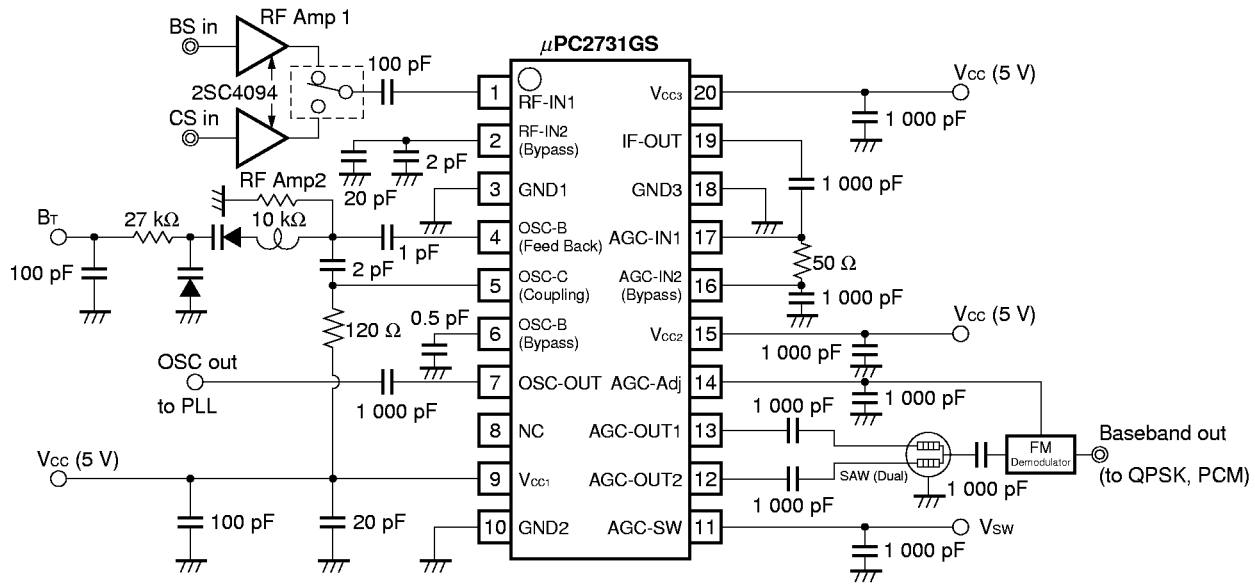 RF Amp 1
BS in
2SC4094
CS in
100 pF
µPC2731GS
1
RF-IN1
2
RF-IN2
(Bypass)
20 pF
2 pF
RF Amp2
3
GND1
BT
27 kΩ
10 kΩ
1 pF
4
OSC-B
(Feed Back)
100 pF
2 pF
5
OSC-C
(Coupling)
120 Ω
0.5 pF
6
OSC-B
(Bypass)
OSC out
to PLL
1 000 pF
7
OSC-OUT
8
NC
VCC (5 V)
9
VCC1
100 pF
20 pF
10
GND2
VCC3
20
VCC (5 V)
1 000 pF
IF-OUT
19
1 000 pF
GND3
18
AGC-IN1
17
50 Ω
AGC-IN2
(Bypass)
16
1 000 pF
VCC2
15
VCC (5 V)
1 000 pF
AGC-Adj
14
1 000 pF
1 000 pF
AGC-OUT1
13
AGC-OUT2
12
1 000 pF
SAW (Dual)
1 000 pF
FM
Demodulator
Baseband out
(to QPSK, PCM)
AGC-SW
11
VSW
1 000 pF